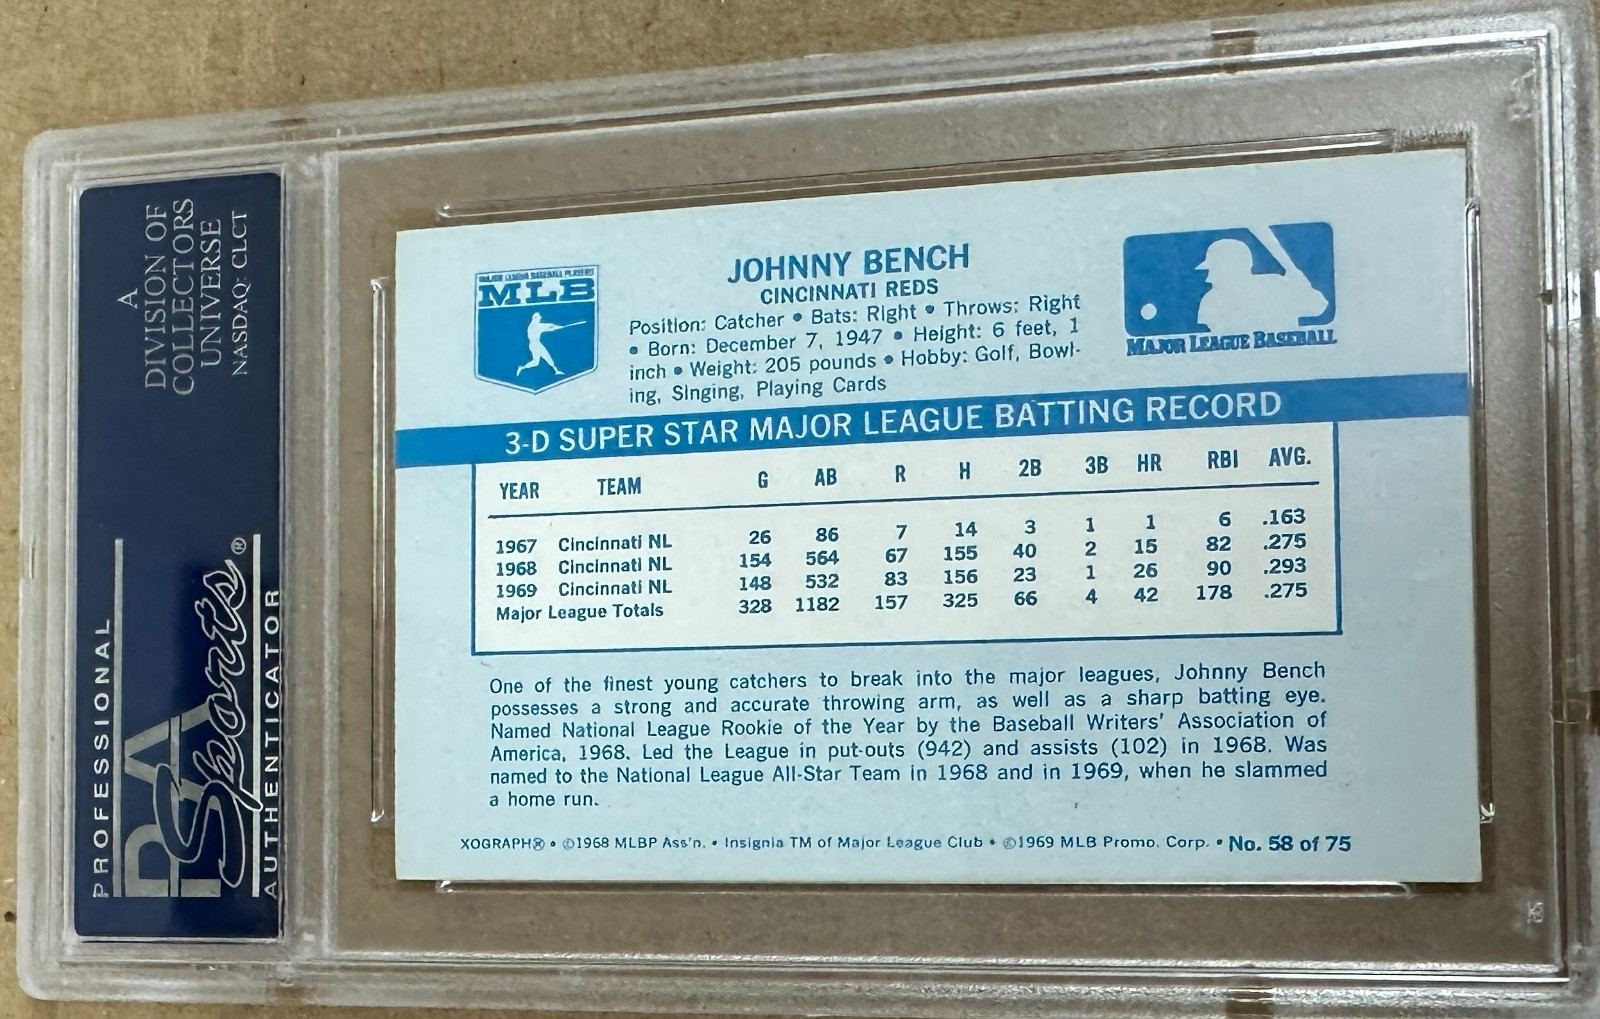 A
DIVISION OF
COLLECTORS
UNIVERSE
NASDAQ: CLCT
PROFESSIONAL
PSA
Sports®
AUTHENTICATOR
MAJOR LEAGUE BASEBALL PLAYERS
MLB
JOHNNY BENCH
CINCINNATI REDS
Position: Catcher • Bats: Right • Throws: Right
• Born: December 7, 1947 • Height: 6 feet, 1
inch • Weight: 205 pounds • Hobby: Golf, Bowl-
ing, Singing, Playing Cards
MAJOR LEAGUE BASEBALL
3-D SUPER STAR MAJOR LEAGUE BATTING RECORD
YEAR TEAM G AB R H 2B 3B HR RBI AVG.
1967 Cincinnati NL 26 86 7 14 3 1 1 6 .163
1968 Cincinnati NL 154 564 67 155 40 2 15 82 .275
1969 Cincinnati NL 148 532 83 156 23 1 26 90 .293
Major League Totals 328 1182 157 325 66 4 42 178 .275
One of the finest young catchers to break into the major leagues, Johnny Bench
possesses a strong and accurate throwing arm, as well as a sharp batting eye.
Named National League Rookie of the Year by the Baseball Writers' Association of
America, 1968. Led the League in put-outs (942) and assists (102) in 1968. Was
named to the National League All-Star Team in 1968 and in 1969, when he slammed
a home run.
XOGRAPH® • ©1968 MLBP Ass'n. • Insignia TM of Major League Club • ©1969 MLB Promo. Corp. • No. 58 of 75